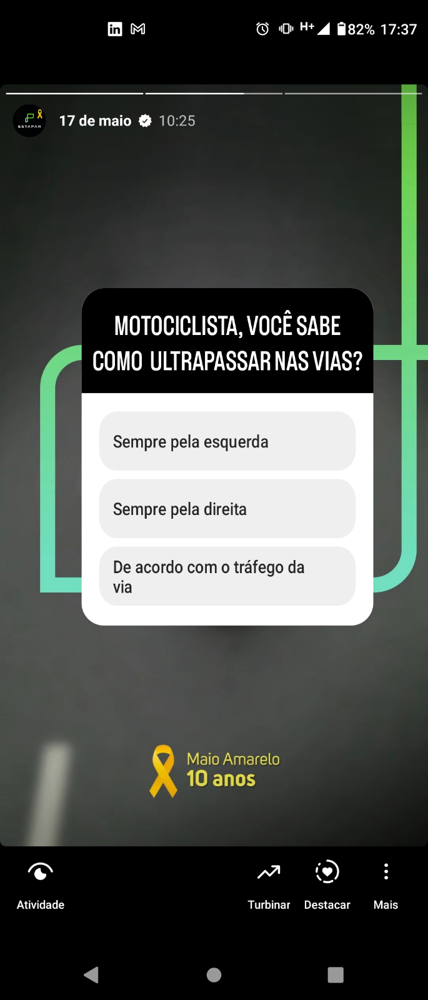 H+ 82% 17:37
ESTAPAR
17 de maio 10:25
MOTOCICLISTA, VOCÊ SABE
COMO ULTRAPASSAR NAS VIAS?
Sempre pela esquerda
Sempre pela direita
De acordo com o tráfego da
via
Maio Amarelo
10 anos
Atividade Turbinar Destacar Mais